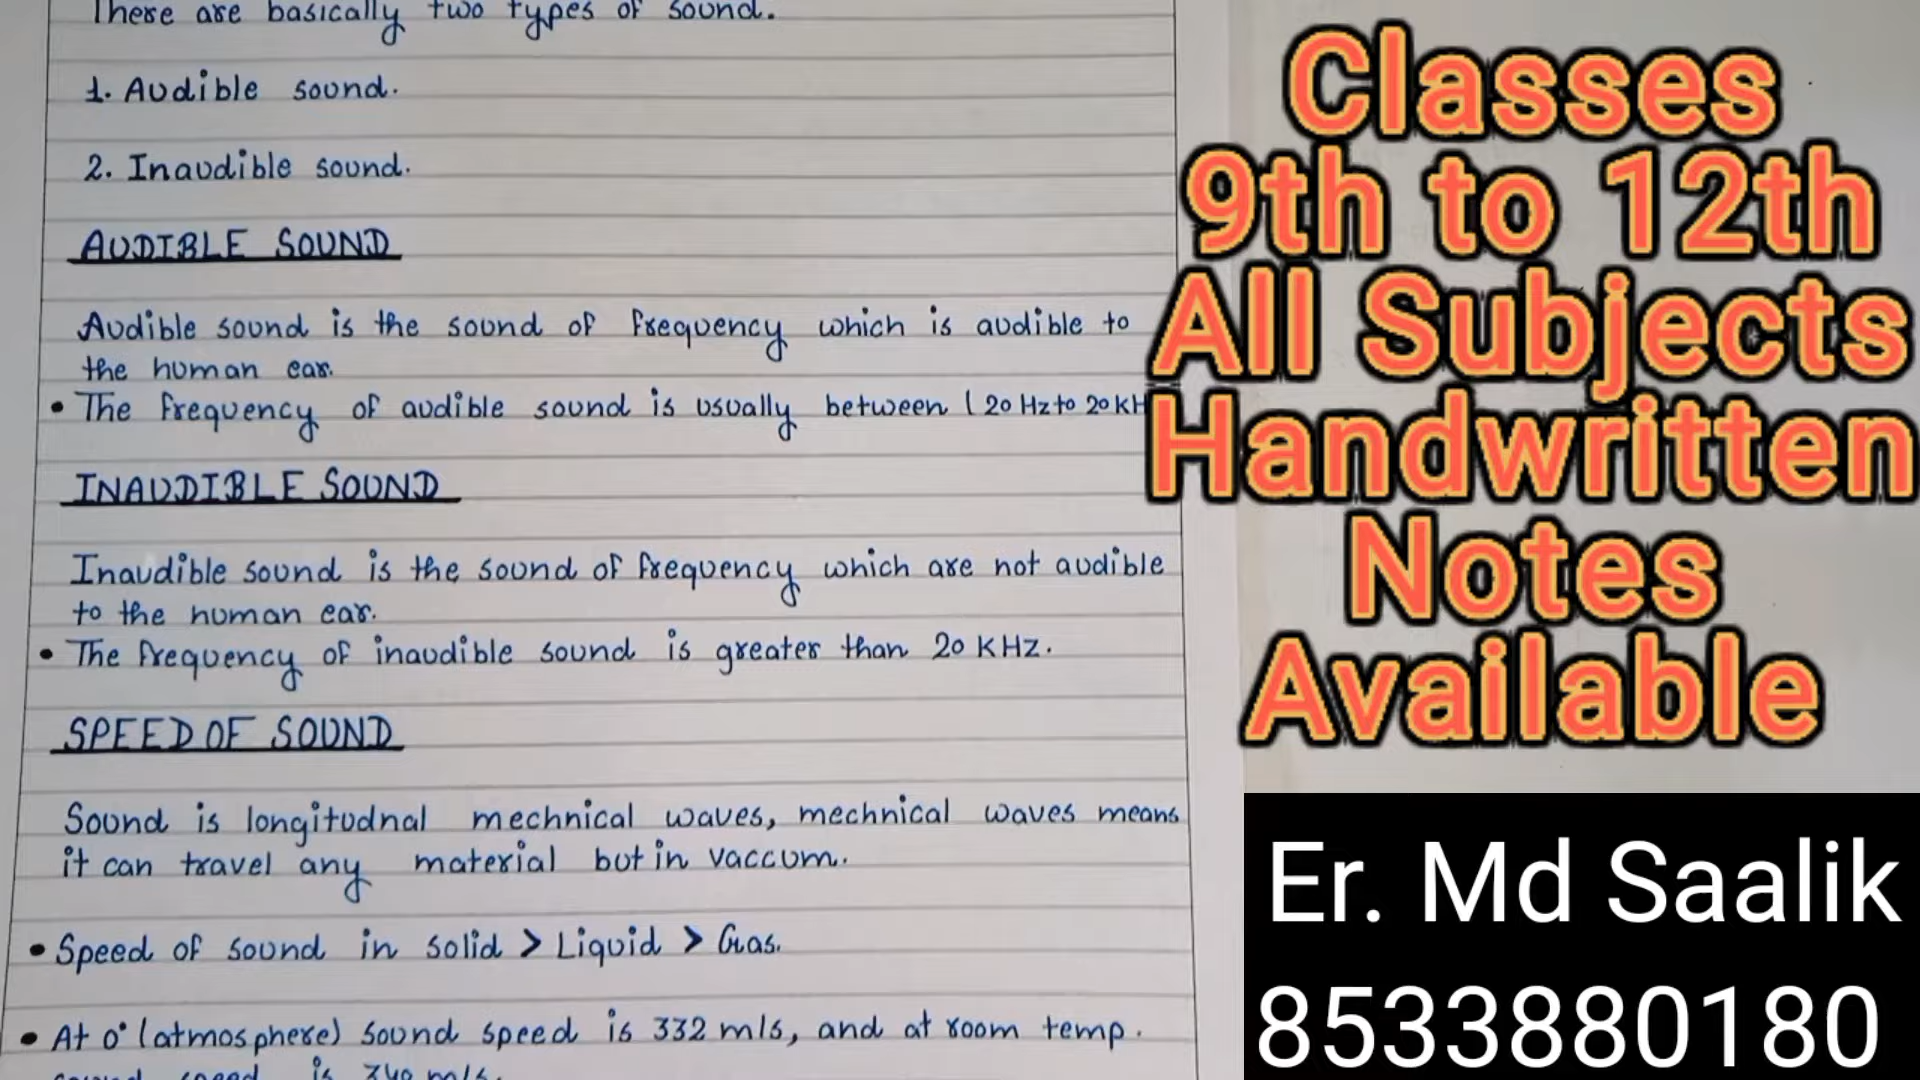 There are basically two types of sound.
1. Audible sound.
2. Inaudible sound.
AUDIBLE SOUND
Audible sound is the sound of frequency which is audible to
the human ear.
• The frequency of audible sound is usually between (20 Hz to 20 KH
INAUDIBLE SOUND
Inaudible sound is the sound of frequency which are not audible
to the human ear.
• The frequency of inaudible sound is greater than 20 KHz.
SPEED OF SOUND
Sound is longitudnal mechnical waves, mechnical waves means
it can travel any material but in vaccum.
• Speed of sound in solid > Liquid > Gas.
• At 0° (atmosphere) sound speed is 332 m/s, and at room temp.
sound speed is 340 m/s.
Classes
9th to 12th
All Subjects
Handwritten
Notes
Available
Er. Md Saalik
8533880180